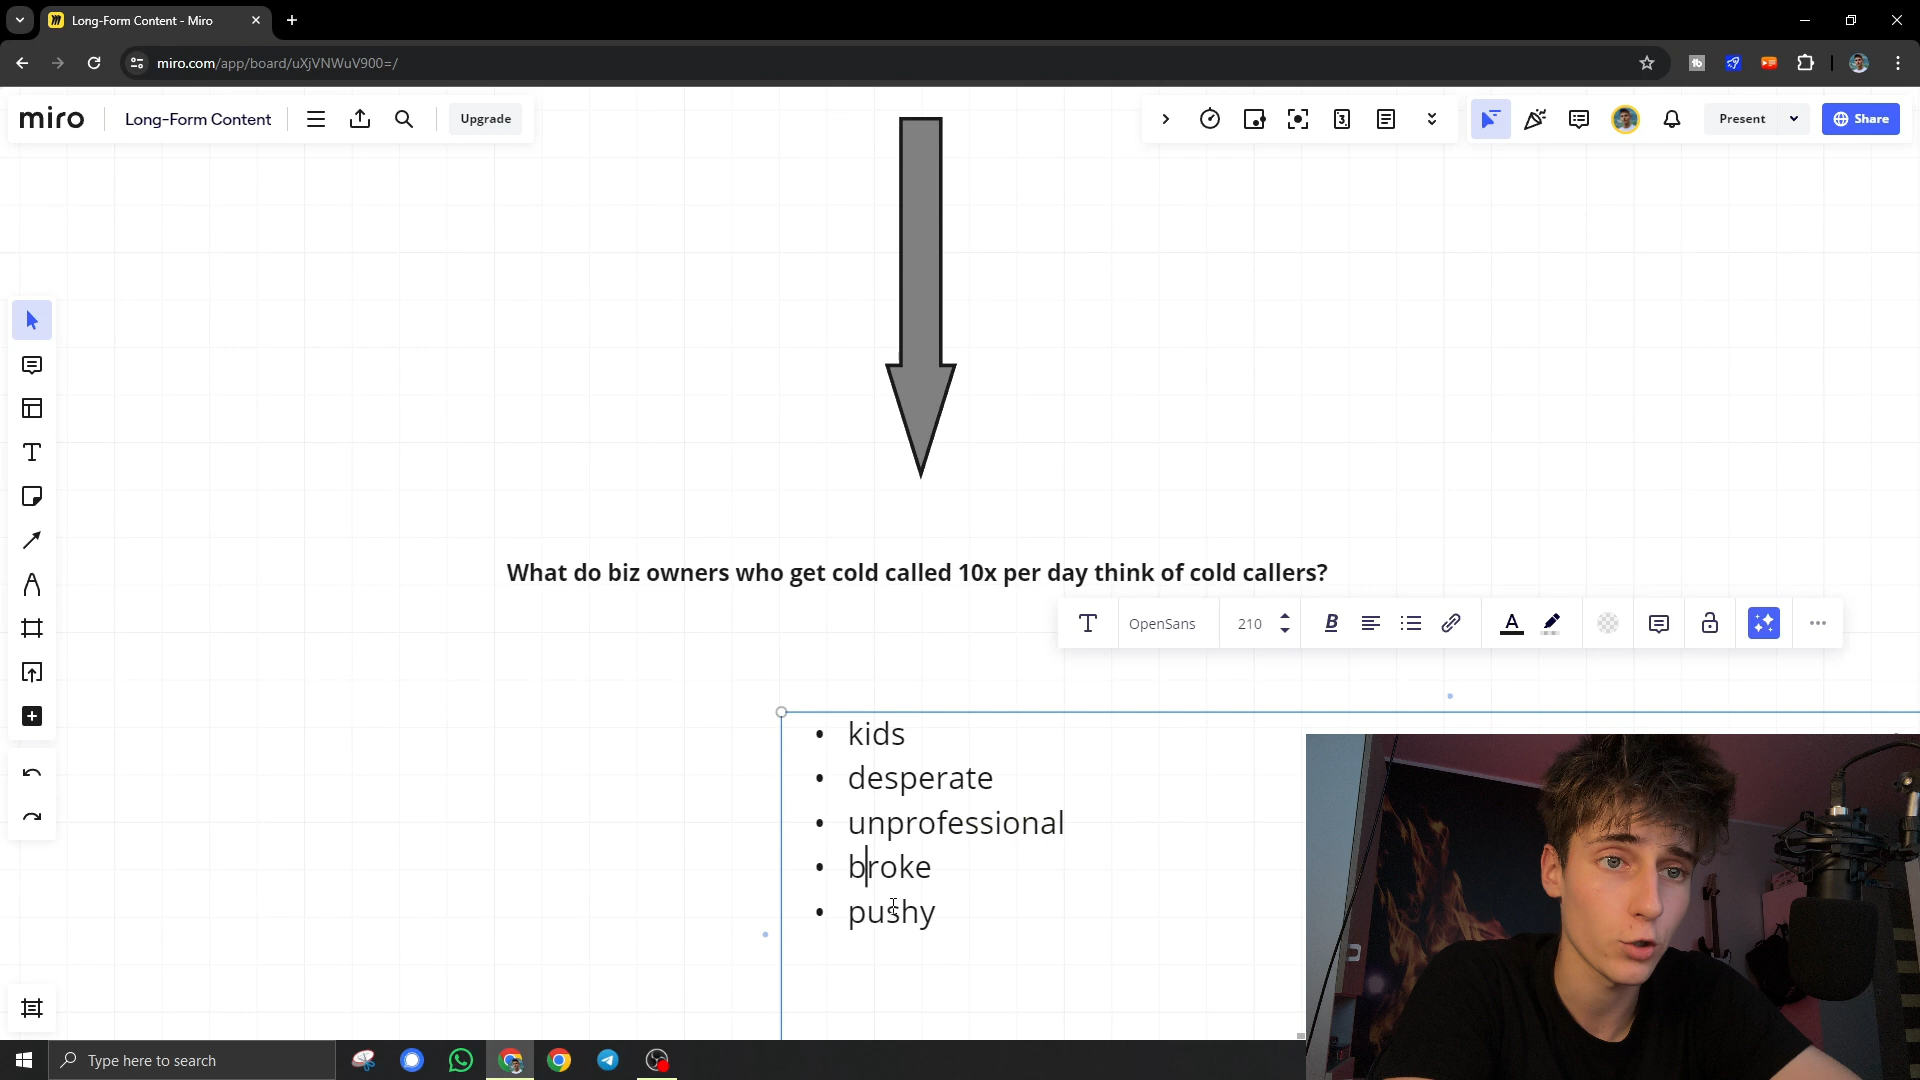 Long-Form Content - Miro
miro.com/app/board/uXjVNWuV900=/
miro
Long-Form Content
Upgrade
Present
Share
What do biz owners who get cold called 10x per day think of cold callers?
OpenSans
210
B
A
• kids
• desperate
• unprofessional
• broke
• pushy
Type here to search